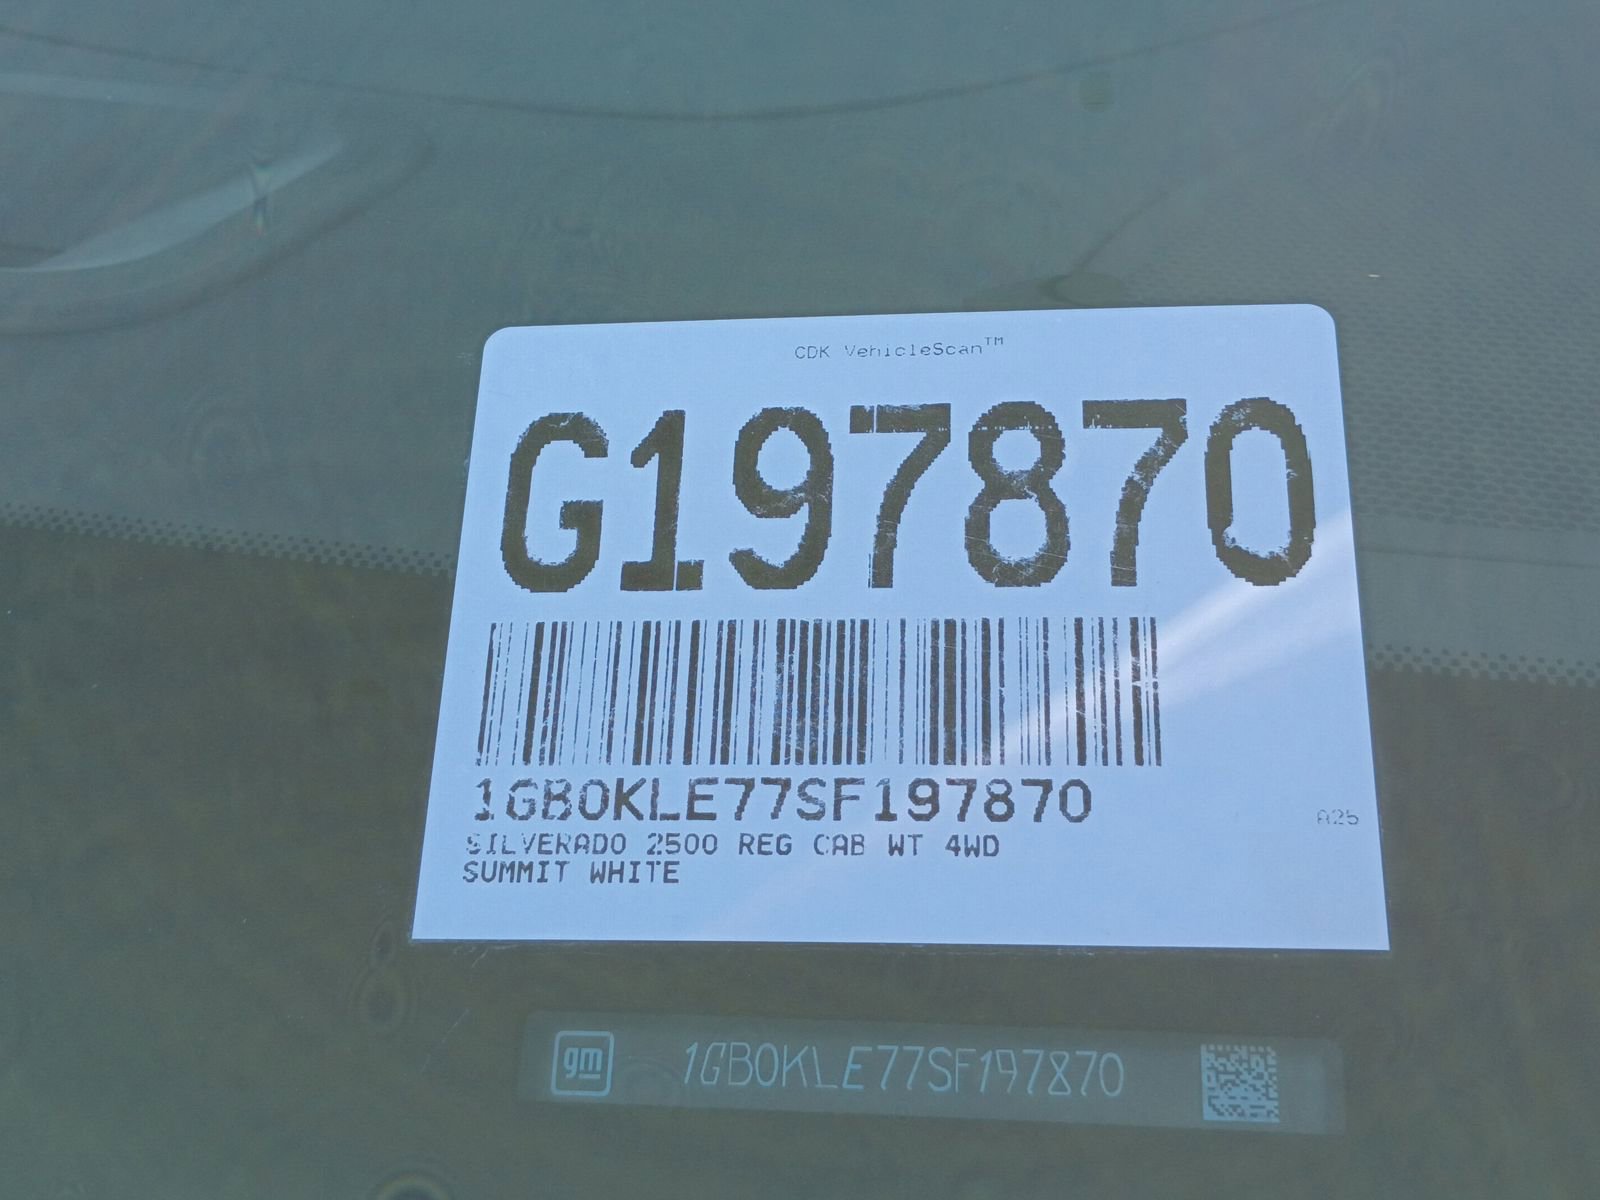 CDK VehicleScan™
G197870
1GB0KLE77SF197870
A25
SILVERADO 2500 REG CAB WT 4WD
SUMMIT WHITE
gm 1GB0KLE77SF197870